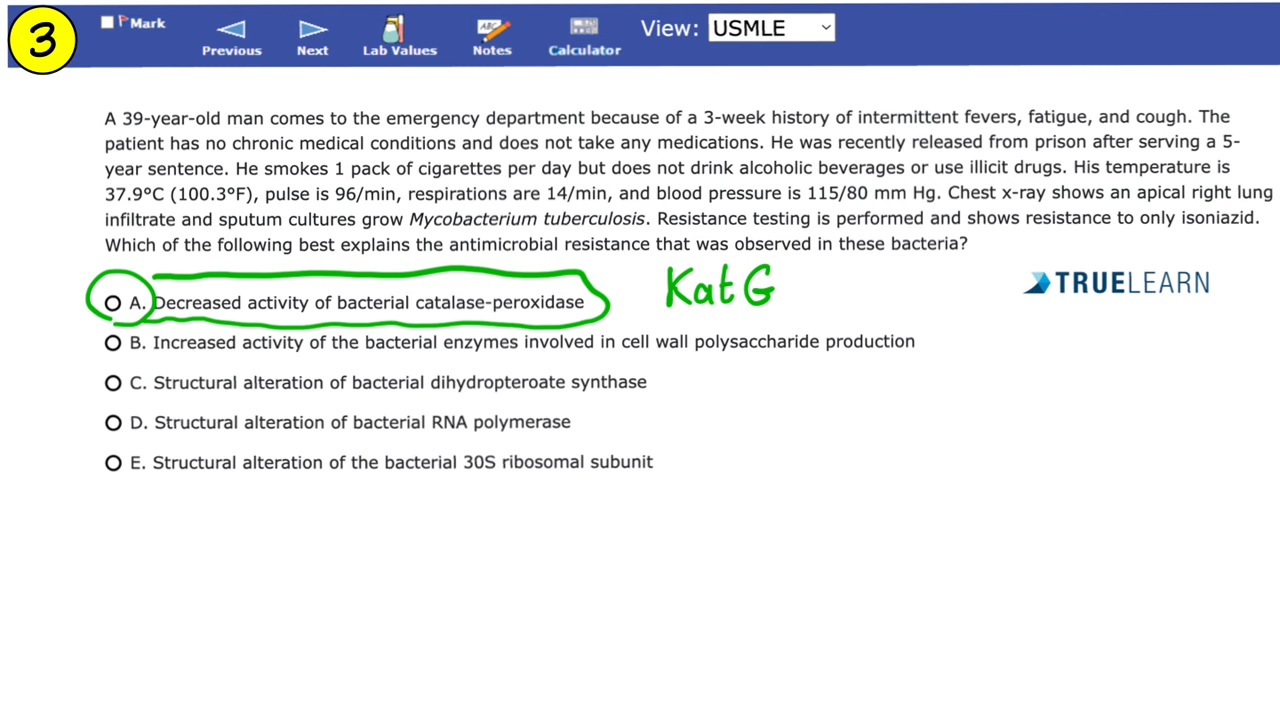 3
Mark
Previous
Next
Lab Values
ABC
Notes
Calculator
View: USMLE
A 39-year-old man comes to the emergency department because of a 3-week history of intermittent fevers, fatigue, and cough. The
patient has no chronic medical conditions and does not take any medications. He was recently released from prison after serving a 5-
year sentence. He smokes 1 pack of cigarettes per day but does not drink alcoholic beverages or use illicit drugs. His temperature is
37.9°C (100.3°F), pulse is 96/min, respirations are 14/min, and blood pressure is 115/80 mm Hg. Chest x-ray shows an apical right lung
infiltrate and sputum cultures grow Mycobacterium tuberculosis. Resistance testing is performed and shows resistance to only isoniazid.
Which of the following best explains the antimicrobial resistance that was observed in these bacteria?
A. Decreased activity of bacterial catalase-peroxidase
KatG
TRUELEARN
B. Increased activity of the bacterial enzymes involved in cell wall polysaccharide production
C. Structural alteration of bacterial dihydropteroate synthase
D. Structural alteration of bacterial RNA polymerase
E. Structural alteration of the bacterial 30S ribosomal subunit